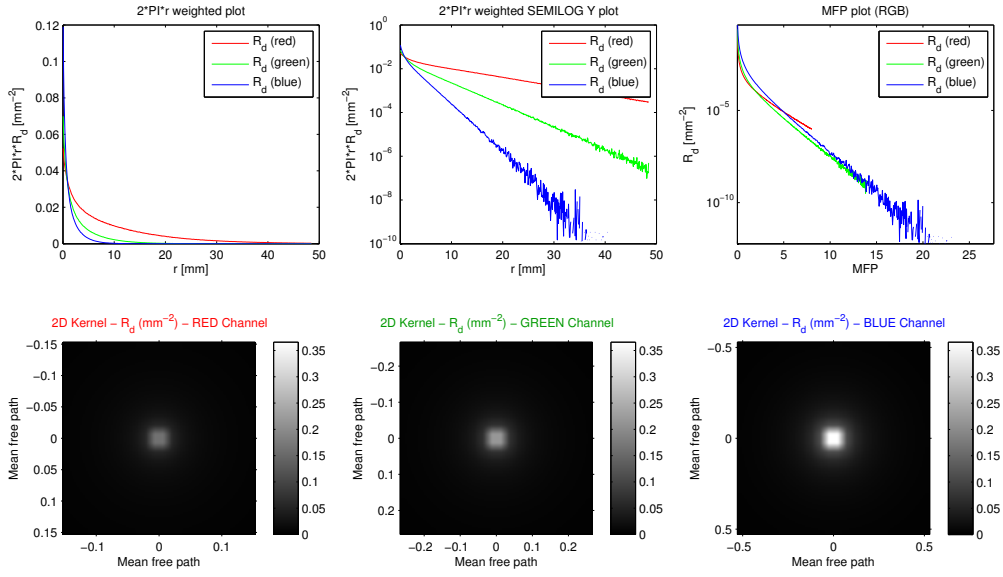 2*PI*r weighted plot
2*PI*r*R_d [mm^−2]
0.12
0.1
0.08
0.06
0.04
0.02
0
R_d (red)
R_d (green)
R_d (blue)
0 10 20 30 40 50
r [mm]
2*PI*r weighted SEMILOG Y plot
2*PI*r*R_d [mm^−2]
10^0
10^−2
10^−4
10^−6
10^−8
10^−10
R_d (red)
R_d (green)
R_d (blue)
0 10 20 30 40 50
r [mm]
MFP plot (RGB)
R_d [mm^−2]
10^−5
10^−10
R_d (red)
R_d (green)
R_d (blue)
0 5 10 15 20 25
MFP
2D Kernel − R_d (mm^−2) − RED Channel
Mean free path
−0.15
−0.1
−0.05
0
0.05
0.1
0.15
−0.1 0 0.1
Mean free path
0.35
0.3
0.25
0.2
0.15
0.1
0.05
0
2D Kernel − R_d (mm^−2) − GREEN Channel
Mean free path
−0.2
−0.1
0
0.1
0.2
−0.2 −0.1 0 0.1 0.2
Mean free path
0.35
0.3
0.25
0.2
0.15
0.1
0.05
0
2D Kernel − R_d (mm^−2) − BLUE Channel
Mean free path
−0.5
0
0.5
−0.5 0 0.5
Mean free path
0.35
0.3
0.25
0.2
0.15
0.1
0.05
0